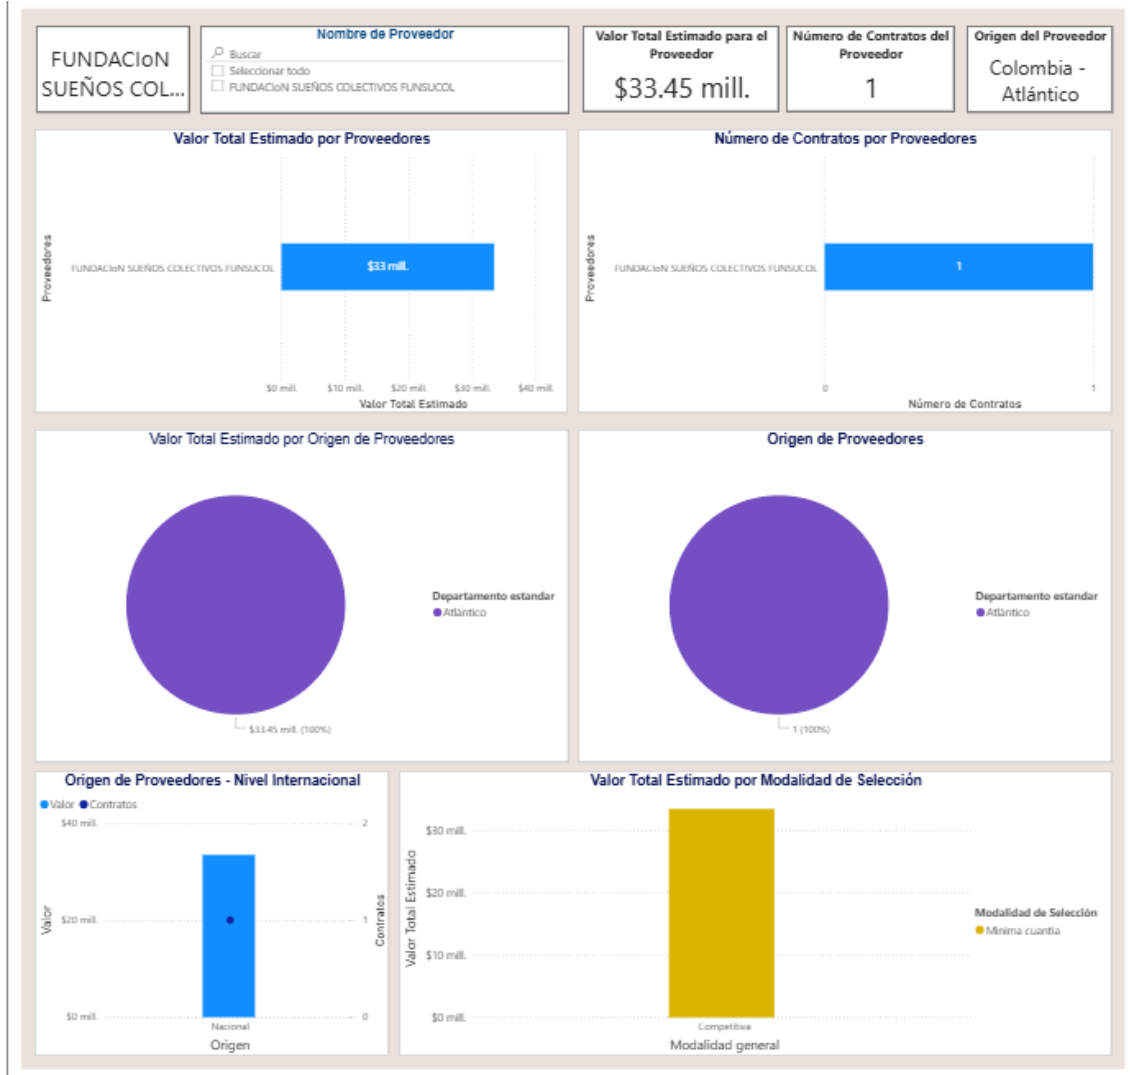 FUNDACIoN
SUEÑOS COL...
Nombre de Proveedor
Buscar
Seleccionar todo
FUNDACIoN SUEÑOS COLECTIVOS FUNSUCOL
Valor Total Estimado para el
Proveedor
$33.45 mill.
Número de Contratos del
Proveedor
1
Origen del Proveedor
Colombia -
Atlántico
Valor Total Estimado por Proveedores
Proveedores
FUNDACIoN SUEÑOS COLECTIVOS FUNSUCOL
$33 mill.
$0 mill. $10 mill. $20 mill. $30 mill. $40 mill.
Valor Total Estimado
Número de Contratos por Proveedores
Proveedores
FUNDACIoN SUEÑOS COLECTIVOS FUNSUCOL
1
0 1
Número de Contratos
Valor Total Estimado por Origen de Proveedores
Departamento estandar
Atlántico
$33.45 mill. (100%)
Origen de Proveedores
Departamento estandar
Atlántico
1 (100%)
Origen de Proveedores - Nivel Internacional
Valor Contratos
$40 mill.
$20 mill.
$0 mill.
Valor
2
1
0
Contratos
Nacional
Origen
Valor Total Estimado por Modalidad de Selección
Valor Total Estimado
$30 mill.
$20 mill.
$10 mill.
$0 mill.
Competitiva
Modalidad general
Modalidad de Selección
Minima cuantia